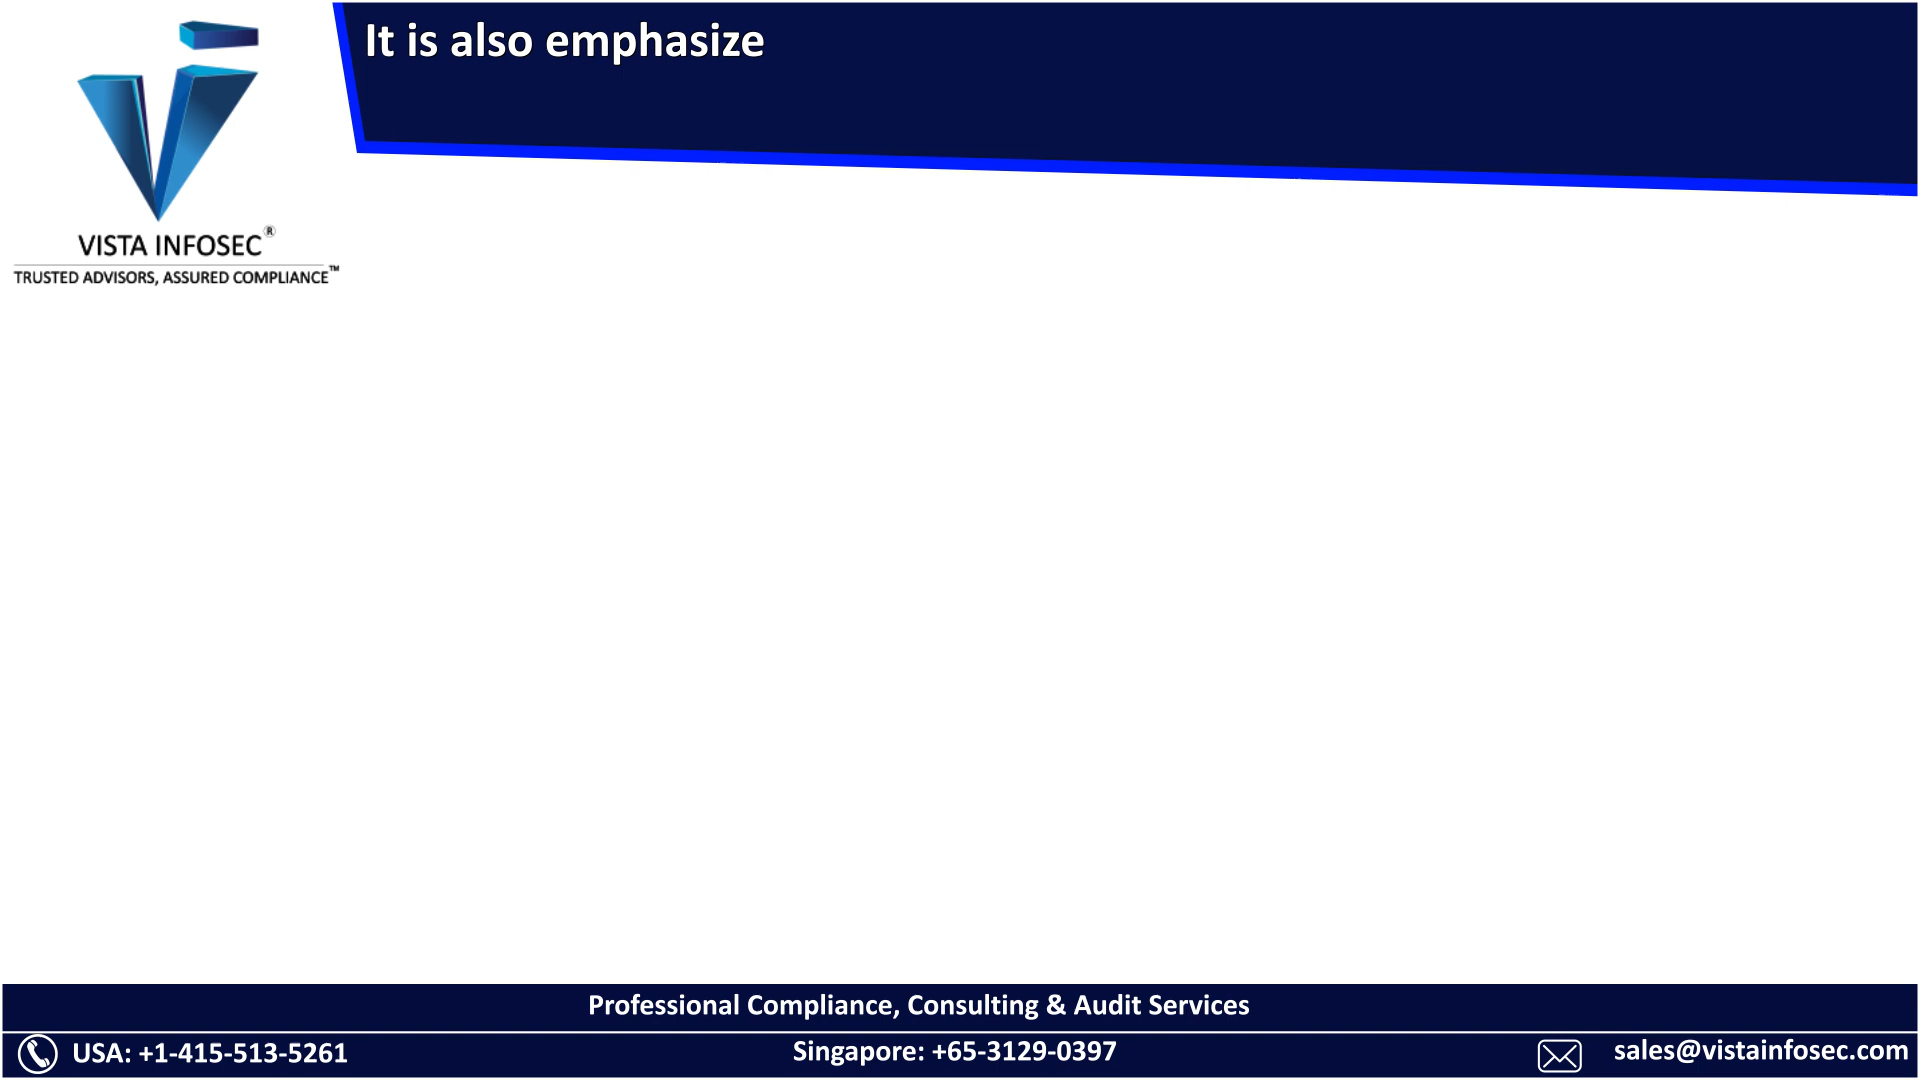 It is also emphasize
VISTA INFOSEC®
TRUSTED ADVISORS, ASSURED COMPLIANCE™
Professional Compliance, Consulting & Audit Services
USA: +1-415-513-5261
Singapore: +65-3129-0397
sales@vistainfosec.com